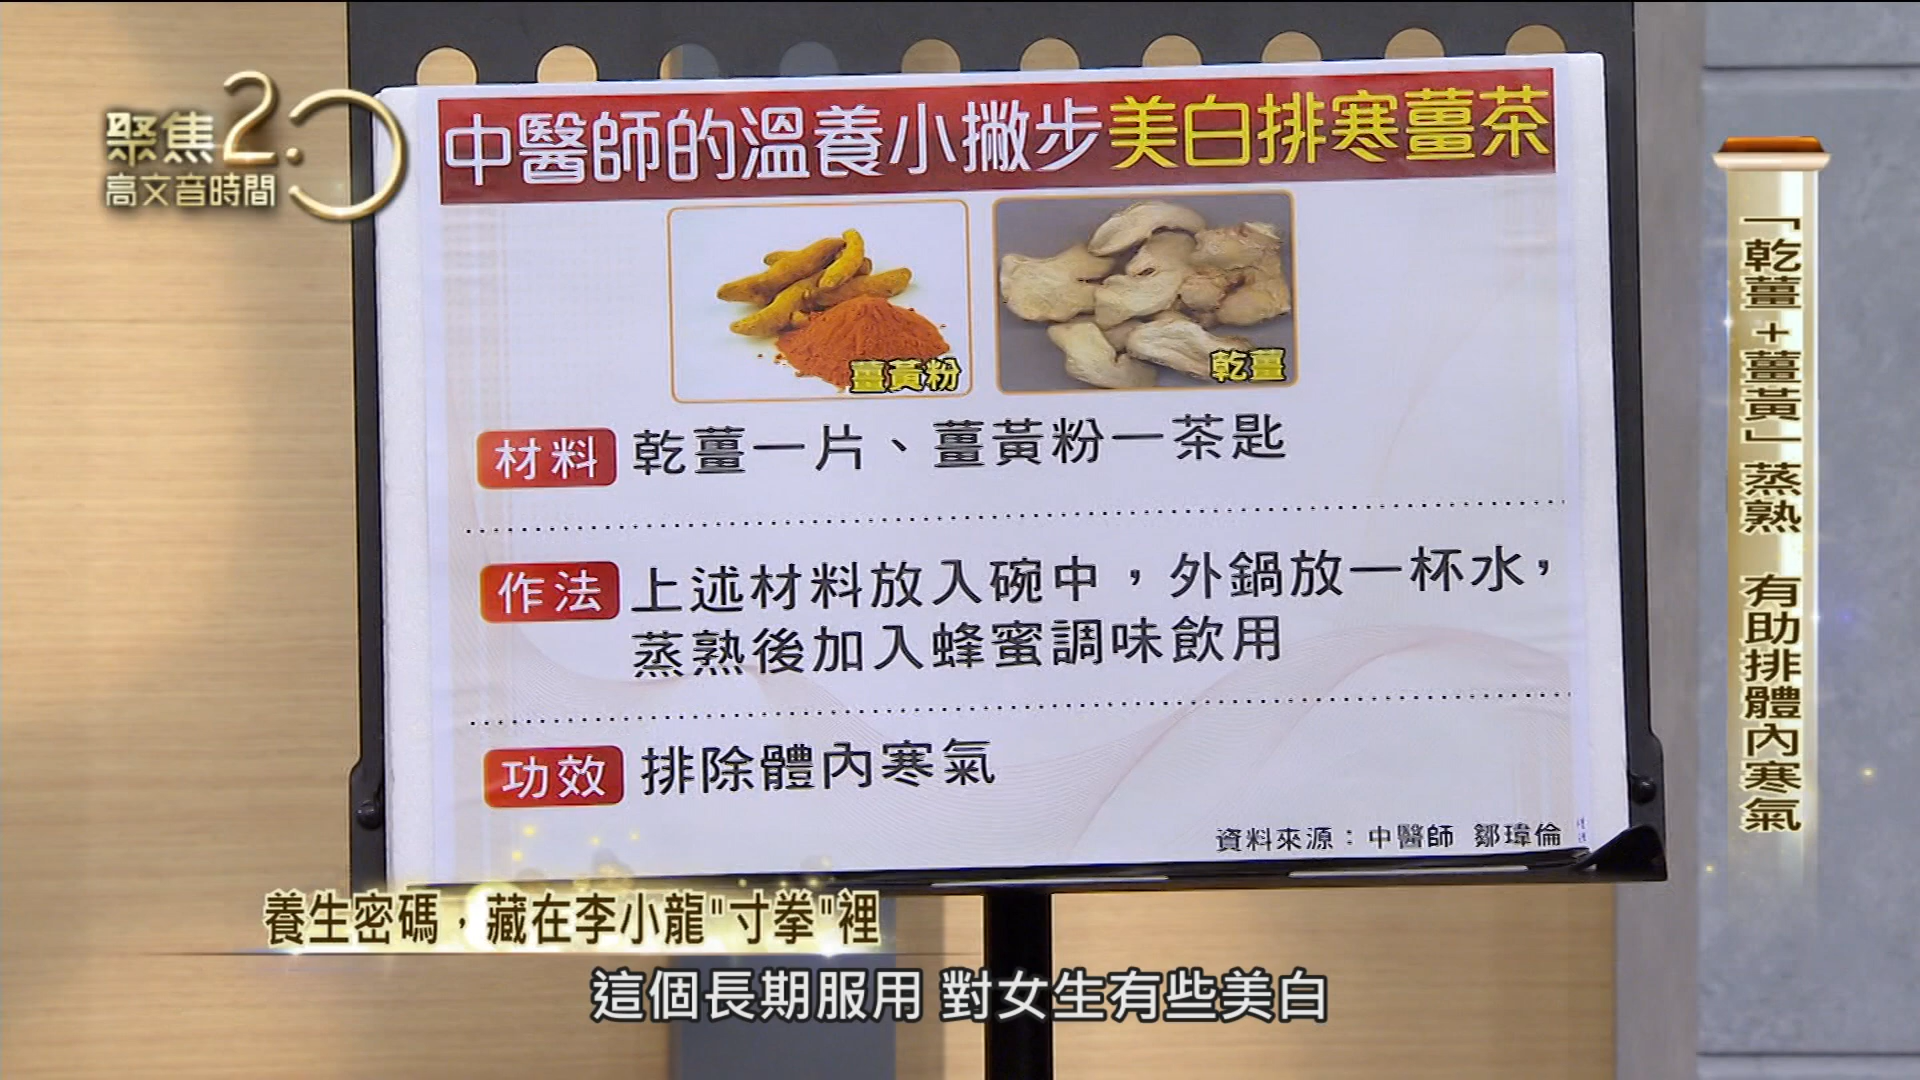 聚焦2.0
高文音時間
中醫師的溫養小撇步美白排寒薑茶
薑黃粉
乾薑
材料 乾薑一片、薑黃粉一茶匙
作法 上述材料放入碗中，外鍋放一杯水，
蒸熟後加入蜂蜜調味飲用
功效 排除體內寒氣
資料來源：中醫師 鄒瑋倫
「乾薑+薑黃」蒸熟 有助排體內寒氣
養生密碼，藏在李小龍"寸拳"裡
這個長期服用 對女生有些美白